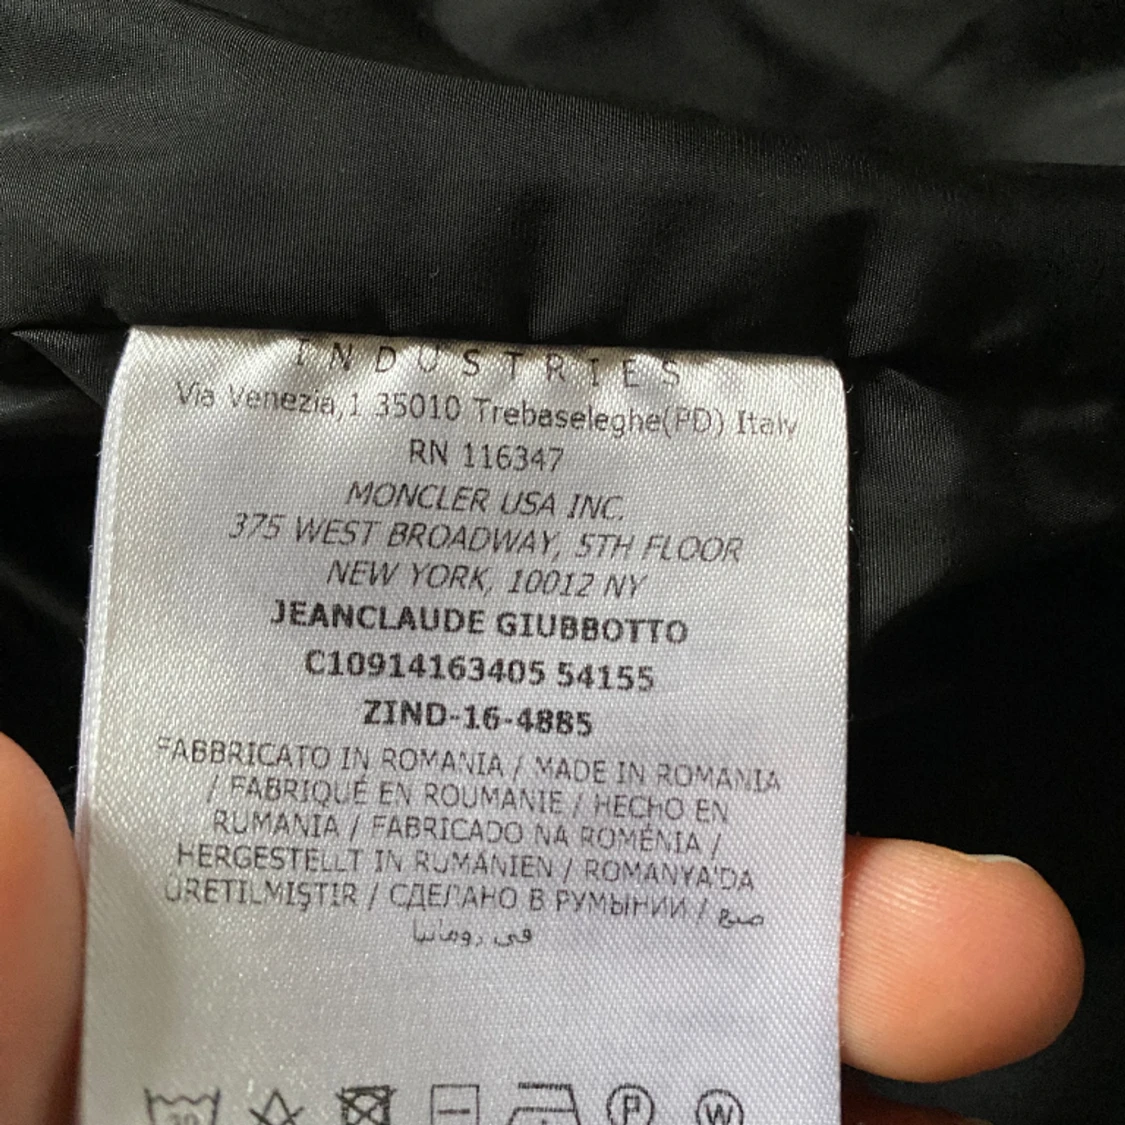 INDUSTRIES
Via Venezia,1 35010 Trebaseleghe(PD) Italy
RN 116347
MONCLER USA INC.
375 WEST BROADWAY, 5TH FLOOR
NEW YORK, 10012 NY
JEANCLAUDE GIUBBOTTO
C10914163405 54155
ZIND-16-4885
FABBRICATO IN ROMANIA / MADE IN ROMANIA
/ FABRIQUÉ EN ROUMANIE / HECHO EN
RUMANIA / FABRICADO NA ROMÉNIA /
HERGESTELLT IN RUMÄNIEN / ROMANYA'DA
ÜRETILMIŞTIR / СДЕЛАНО В РУМЫНИИ / صنع
في رومانيا
30
P W